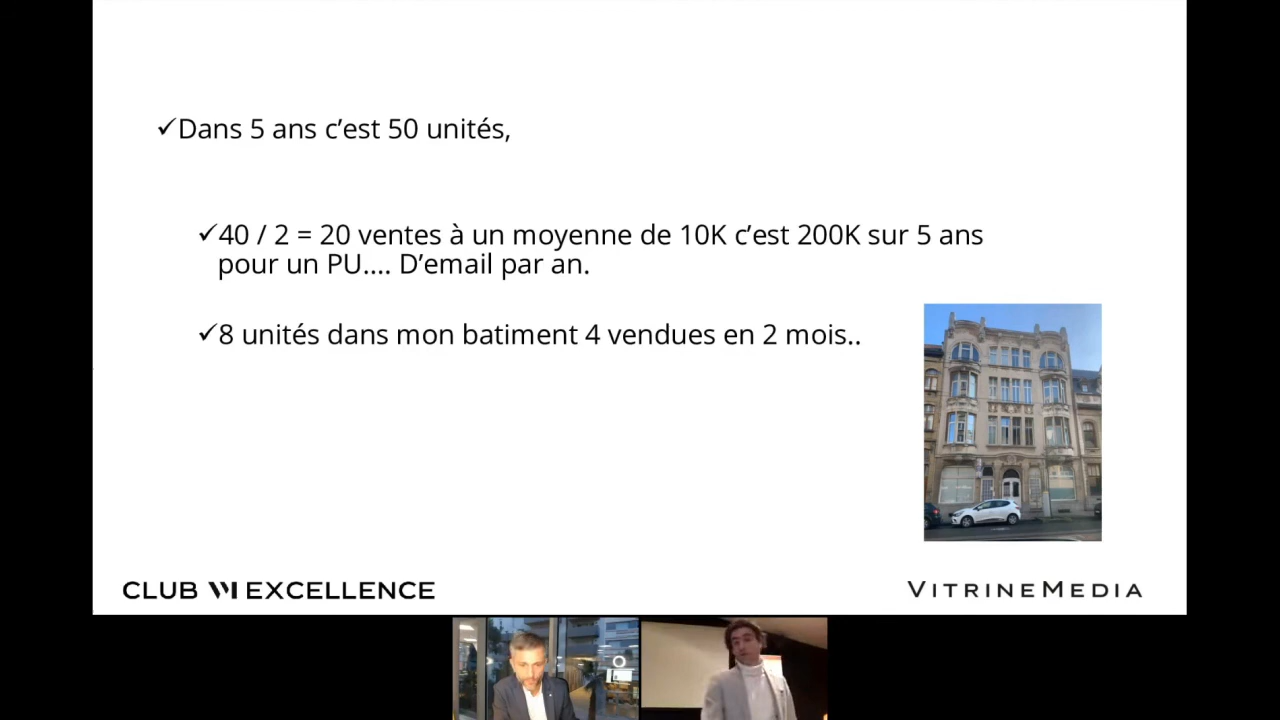 ✓Dans 5 ans c’est 50 unités,
✓40 / 2 = 20 ventes à un moyenne de 10K c’est 200K sur 5 ans
pour un PU.... D’email par an.
✓8 unités dans mon batiment 4 vendues en 2 mois..
CLUB VM EXCELLENCE
VITRINEMEDIA